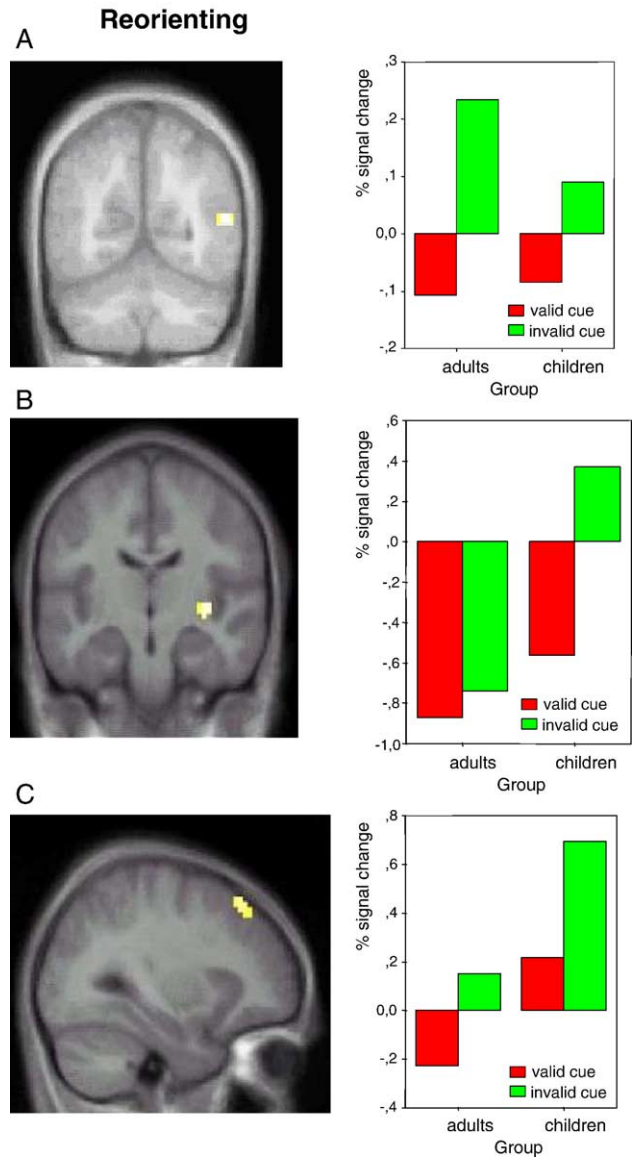 Reorienting
A
% signal change
,3
,2
,1
0,0
-,1
-,2
valid cue
invalid cue
adults children
Group
B
% signal change
,6
,4
,2
,0
-,2
-,4
-,6
-,8
-1,0
valid cue
invalid cue
adults children
Group
C
% signal change
,8
,6
,4
,2
0,0
-,2
-,4
valid cue
invalid cue
adults children
Group